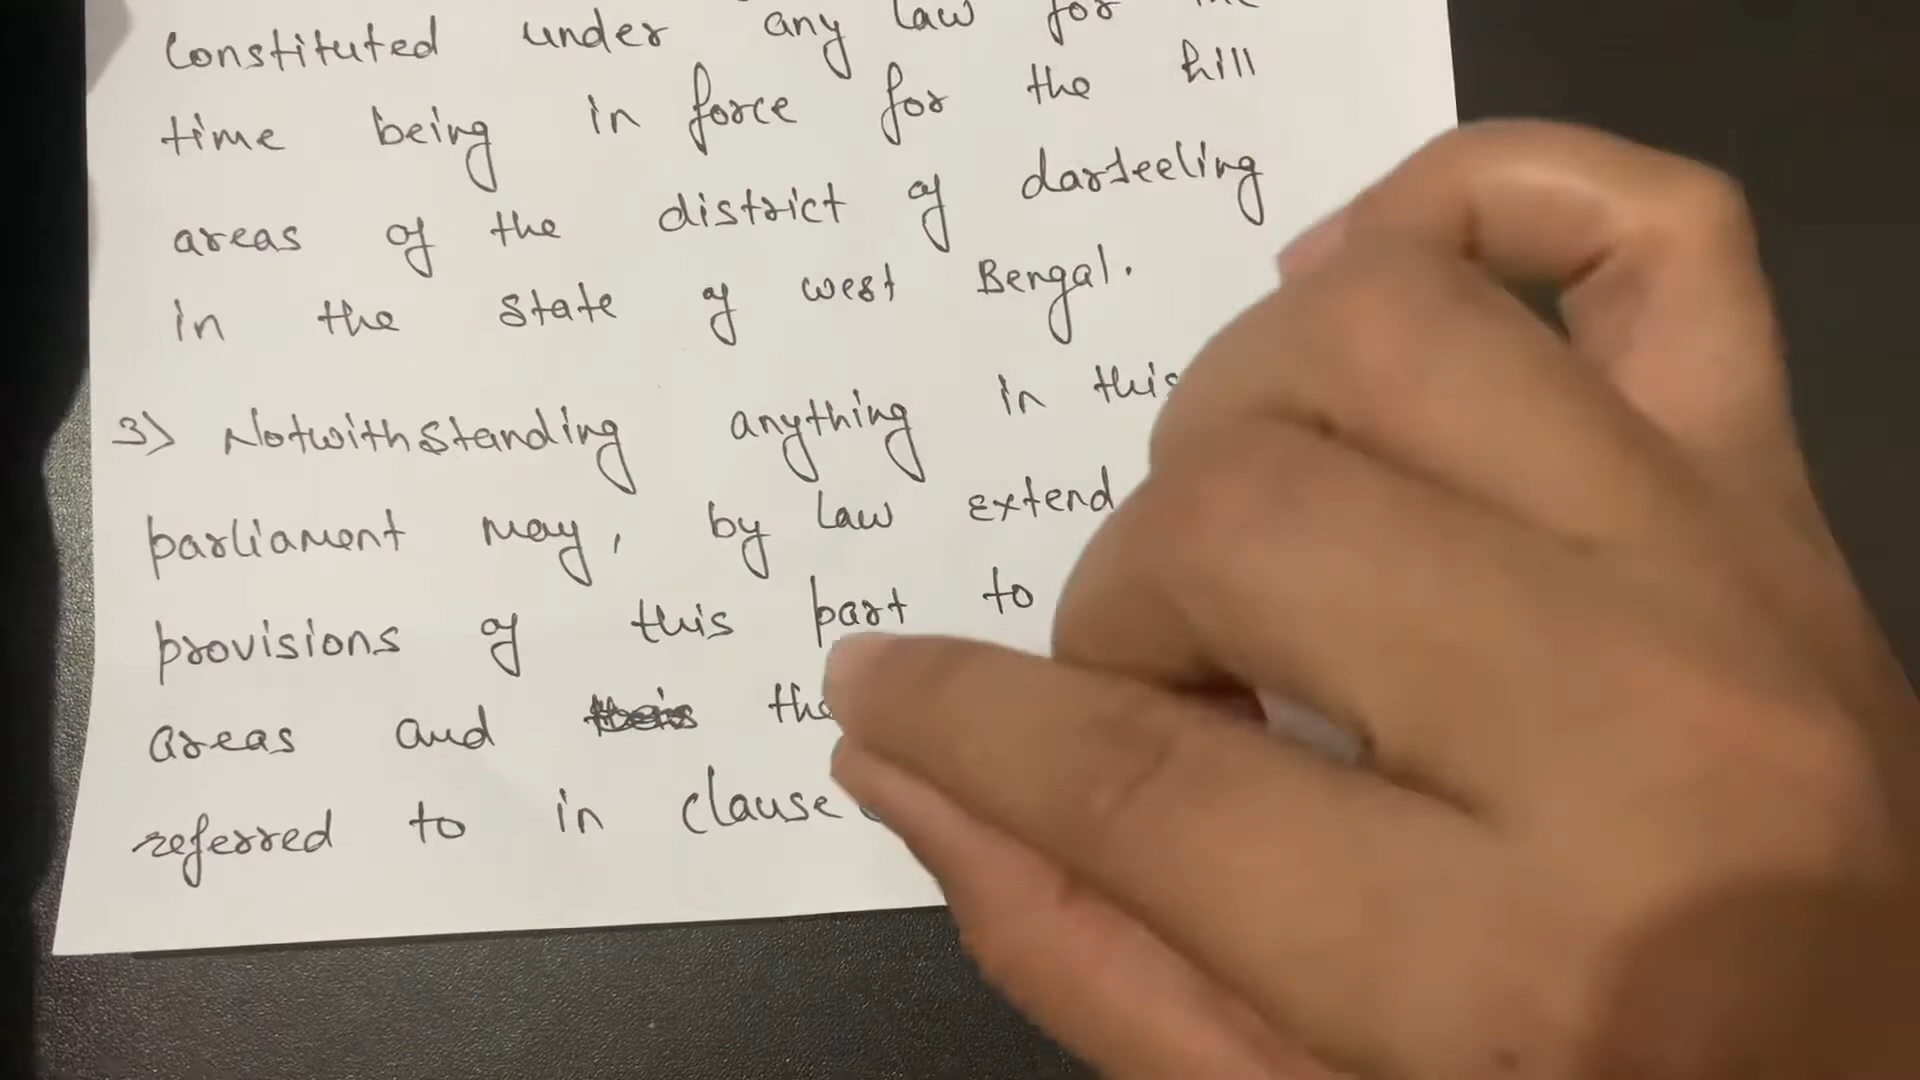 Constituted under any law for
time being in force for the hill
areas of the district of darjeeling
in the state of west Bengal.
3) Notwithstanding anything in this
parliament may, by law extend
provisions of this part to
areas and
referred to in clause